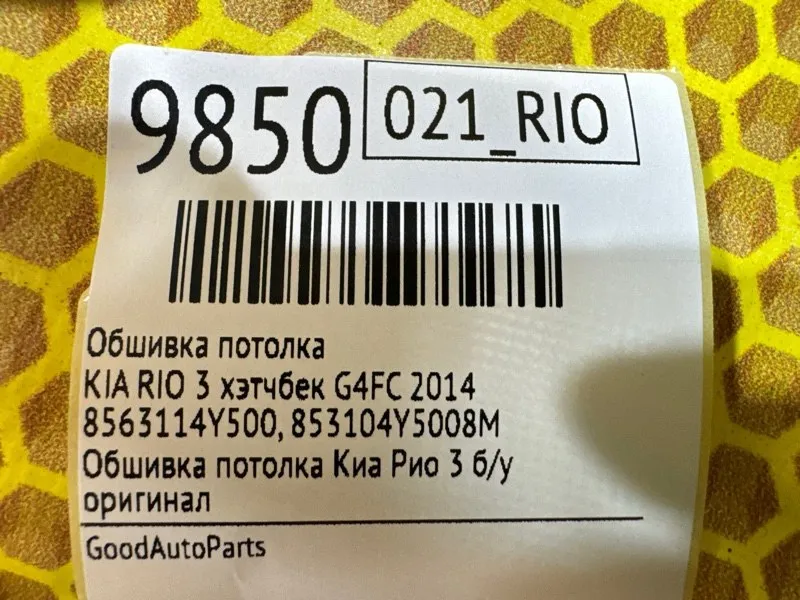 9850 021_RIO
Обшивка потолка
KIA RIO 3 хэтчбек G4FC 2014
8563114Y500, 853104Y5008M
Обшивка потолка Киа Рио 3 б/у
оригинал
GoodAutoParts